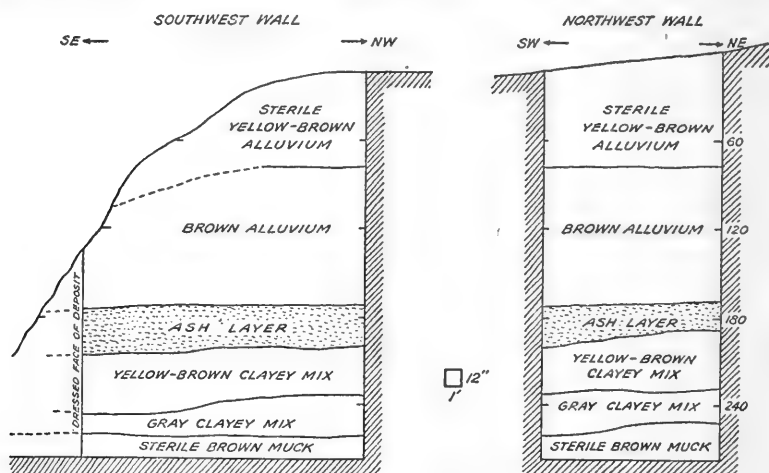 SOUTHWEST WALL
SE
NW
STERILE
YELLOW-BROWN
ALLUVIUM
BROWN ALLUVIUM
DRESSED FACE OF DEPOSIT
ASH LAYER
YELLOW-BROWN CLAYEY MIX
GRAY CLAYEY MIX
STERILE BROWN MUCK
12"
1'
NORTHWEST WALL
SW
NE
STERILE
YELLOW-BROWN
ALLUVIUM
60
BROWN ALLUVIUM
120
ASH LAYER
180
YELLOW-BROWN
CLAYEY MIX
GRAY CLAYEY MIX
240
STERILE BROWN MUCK